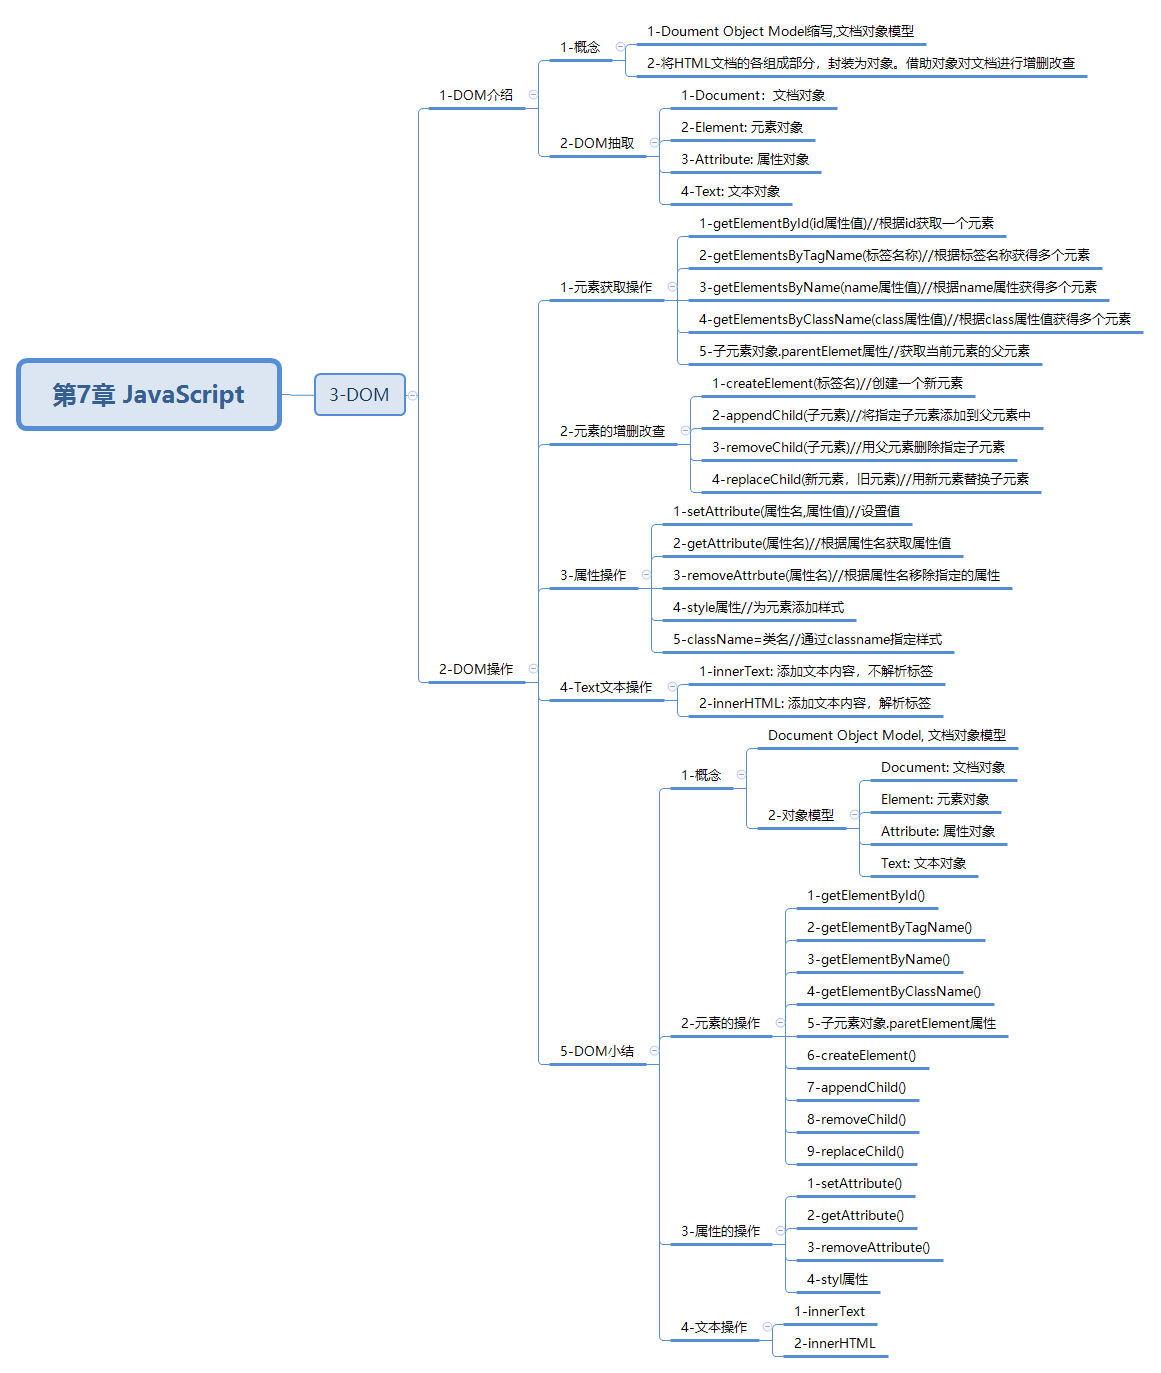 第7章 JavaScript
3-DOM
1-DOM介绍
1-概念
1-Doument Object Model缩写,文档对象模型
2-将HTML文档的各组成部分，封装为对象。借助对象对文档进行增删改查
2-DOM抽取
1-Document：文档对象
2-Element: 元素对象
3-Attribute: 属性对象
4-Text: 文本对象
2-DOM操作
1-元素获取操作
1-getElementById(id属性值)//根据id获取一个元素
2-getElementsByTagName(标签名称)//根据标签名称获得多个元素
3-getElementsByName(name属性值)//根据name属性获得多个元素
4-getElementsByClassName(class属性值)//根据class属性值获得多个元素
5-子元素对象.parentElemet属性//获取当前元素的父元素
2-元素的增删改查
1-createElement(标签名)//创建一个新元素
2-appendChild(子元素)//将指定子元素添加到父元素中
3-removeChild(子元素)//用父元素删除指定子元素
4-replaceChild(新元素，旧元素)//用新元素替换子元素
3-属性操作
1-setAttribute(属性名,属性值)//设置值
2-getAttribute(属性名)//根据属性名获取属性值
3-removeAttrbute(属性名)//根据属性名移除指定的属性
4-style属性//为元素添加样式
5-className=类名//通过classname指定样式
4-Text文本操作
1-innerText: 添加文本内容，不解析标签
2-innerHTML: 添加文本内容，解析标签
5-DOM小结
1-概念
Document Object Model, 文档对象模型
2-对象模型
Document: 文档对象
Element: 元素对象
Attribute: 属性对象
Text: 文本对象
2-元素的操作
1-getElementById()
2-getElementByTagName()
3-getElementByName()
4-getElementByClassName()
5-子元素对象.paretElement属性
6-createElement()
7-appendChild()
8-removeChild()
9-replaceChild()
3-属性的操作
1-setAttribute()
2-getAttribute()
3-removeAttribute()
4-styl属性
4-文本操作
1-innerText
2-innerHTML